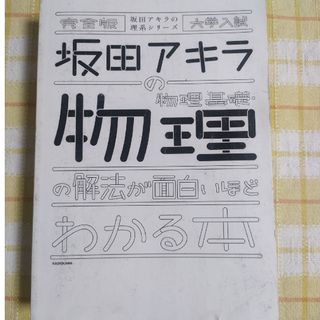 完全版 坂田アキラの理系シリーズ 大学入試
坂田アキラ
の物理基礎・
物理
の解法が面白いほど
わかる本
KADOKAWA